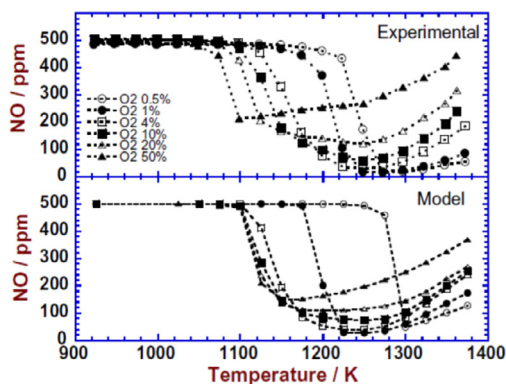 Experimental
NO / ppm
500
400
300
200
100
0
O2 0.5%
O2 1%
O2 4%
O2 10%
O2 20%
O2 50%
Model
NO / ppm
500
400
300
200
100
0
900 1000 1100 1200 1300 1400
Temperature / K